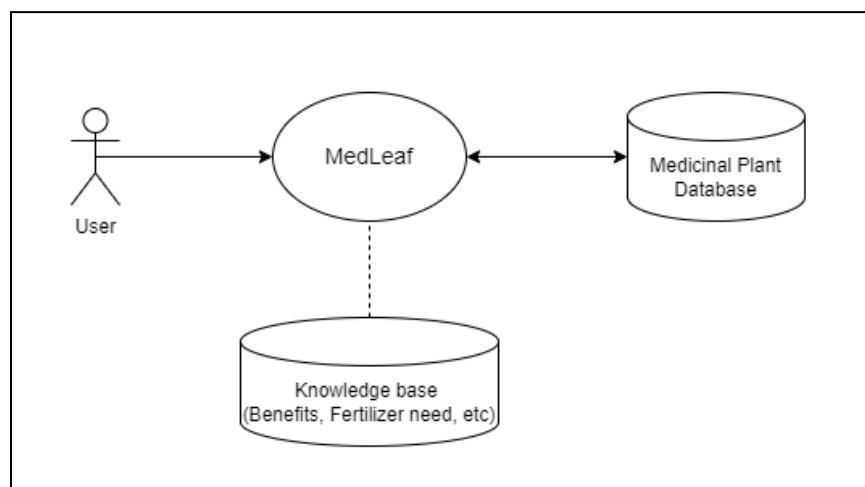 MedLeaf
Medicinal Plant
Database
User
Knowledge base
(Benefits, Fertilizer need, etc)